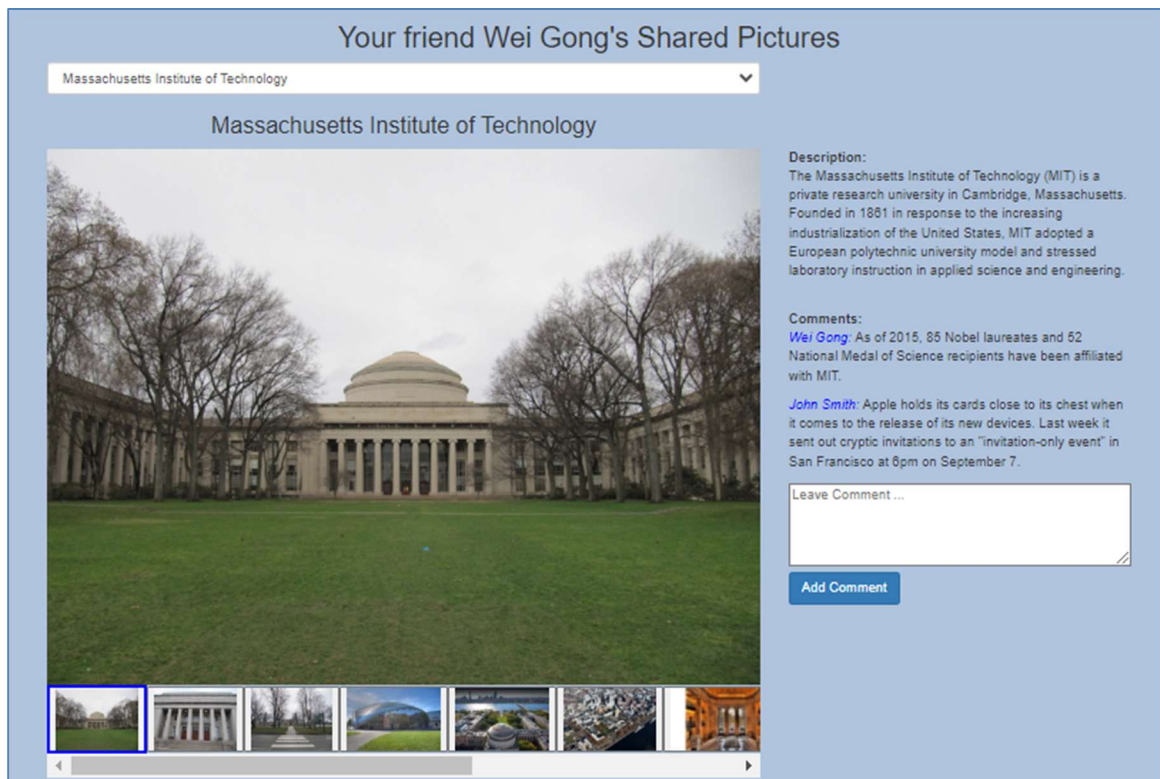 Your friend Wei Gong's Shared Pictures
Massachusetts Institute of Technology
Massachusetts Institute of Technology
Description:
The Massachusetts Institute of Technology (MIT) is a
private research university in Cambridge, Massachusetts.
Founded in 1861 in response to the increasing
industrialization of the United States, MIT adopted a
European polytechnic university model and stressed
laboratory instruction in applied science and engineering.
Comments:
Wei Gong: As of 2015, 85 Nobel laureates and 52
National Medal of Science recipients have been affiliated
with MIT.
John Smith: Apple holds its cards close to its chest when
it comes to the release of its new devices. Last week it
sent out cryptic invitations to an "invitation-only event" in
San Francisco at 6pm on September 7.
Leave Comment ...
Add Comment